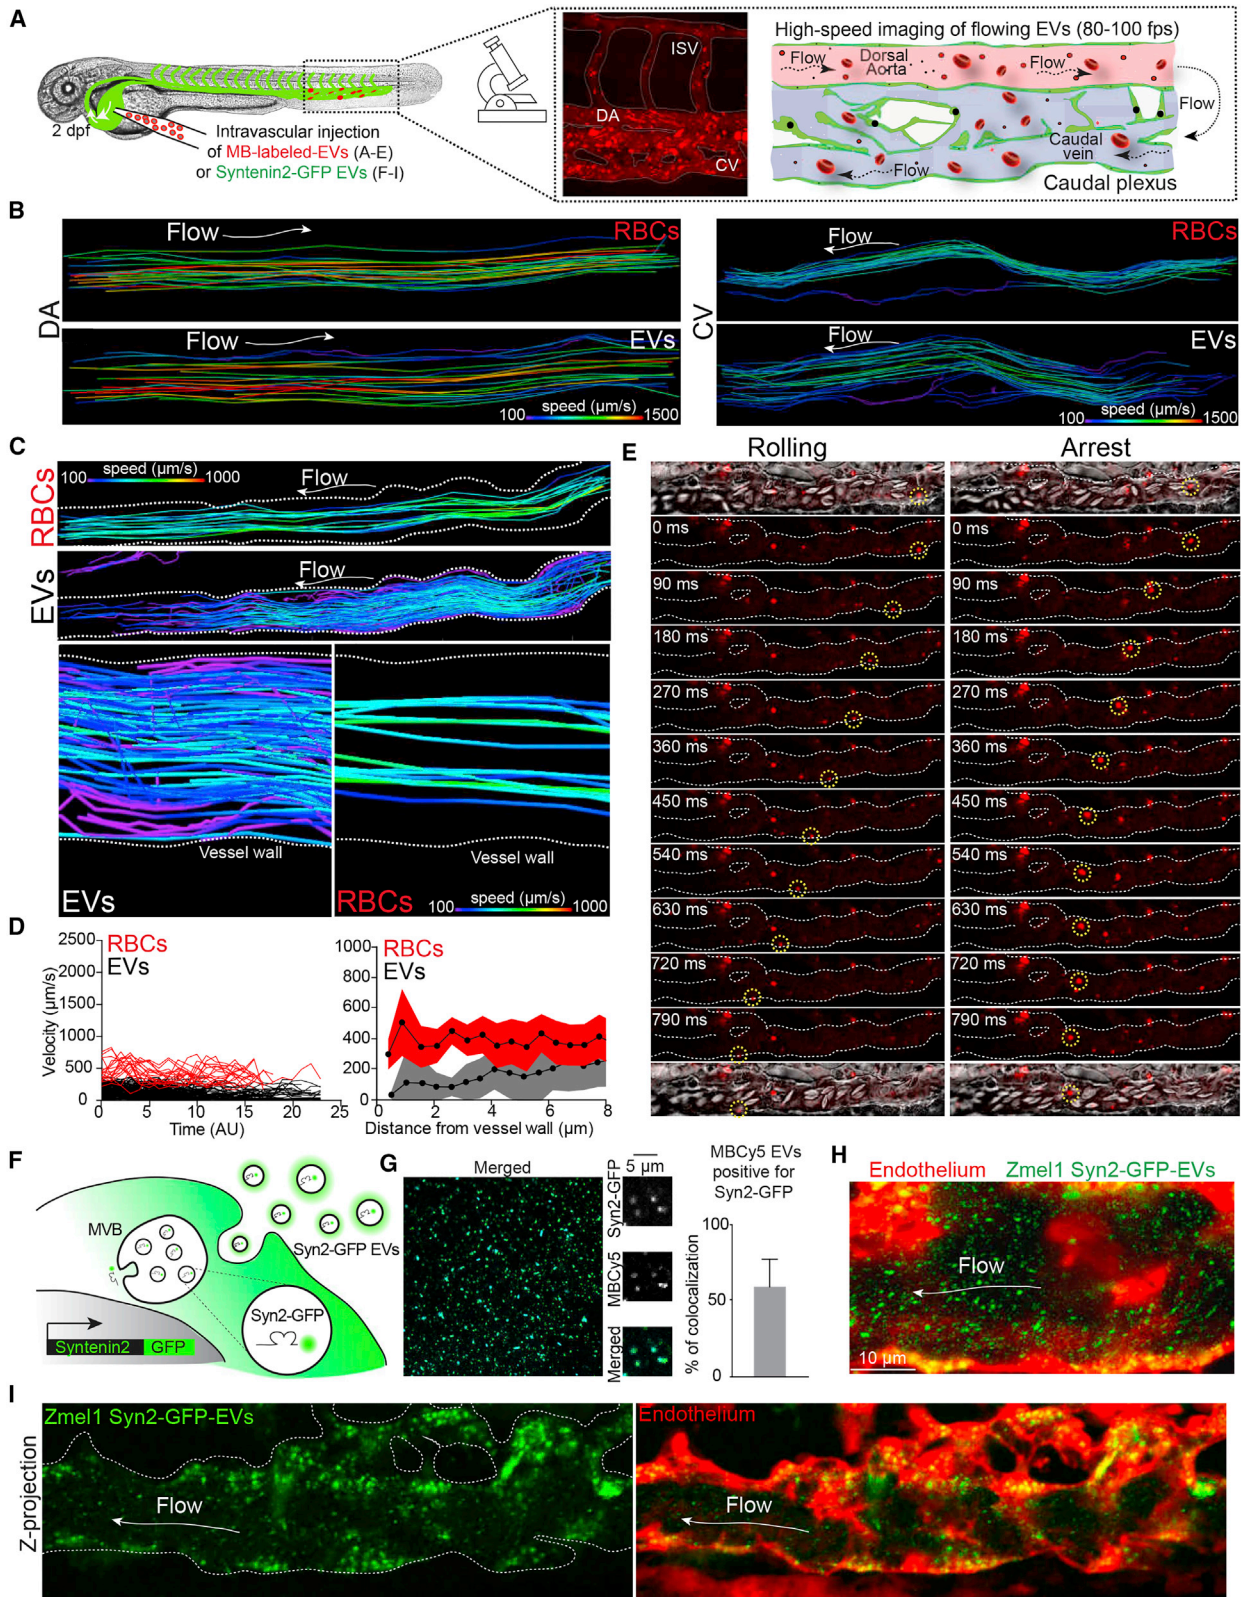 A
2 dpf
Intravascular injection
of MB-labeled-EVs (A-E)
or Syntenin2-GFP EVs (F-I)
ISV
DA
CV
High-speed imaging of flowing EVs (80-100 fps)
Flow
Dorsal
Aorta
Flow
Flow
Caudal
vein
Flow
Caudal plexus
B
DA
Flow
RBCs
Flow
EVs
100 speed (µm/s) 1500
CV
Flow
RBCs
Flow
EVs
100 speed (µm/s) 1500
C
RBCs
speed (µm/s)
100 1000
Flow
EVs
Flow
Vessel wall
EVs
Vessel wall
RBCs 100 speed (µm/s) 1000
D
RBCs
EVs
Velocity (µm/s)
2500
2000
1500
1000
500
0
0 5 10 15 20 25
Time (AU)
RBCs
EVs
1000
800
600
400
200
0
0 2 4 6 8
Distance from vessel wall (µm)
E
Rolling
Arrest
0 ms
0 ms
90 ms
90 ms
180 ms
180 ms
270 ms
270 ms
360 ms
360 ms
450 ms
450 ms
540 ms
540 ms
630 ms
630 ms
720 ms
720 ms
790 ms
790 ms
F
MVB
Syn2-GFP EVs
Syn2-GFP
Syntenin2 GFP
G
Merged
5 µm
Syn2-GFP
MBCy5
Merged
MBCy5 EVs
positive for
Syn2-GFP
% of colocalization
100
50
0
H
Endothelium Zmel1 Syn2-GFP-EVs
Flow
10 µm
I
Z-projection
Zmel1 Syn2-GFP-EVs
Flow
Endothelium
Flow